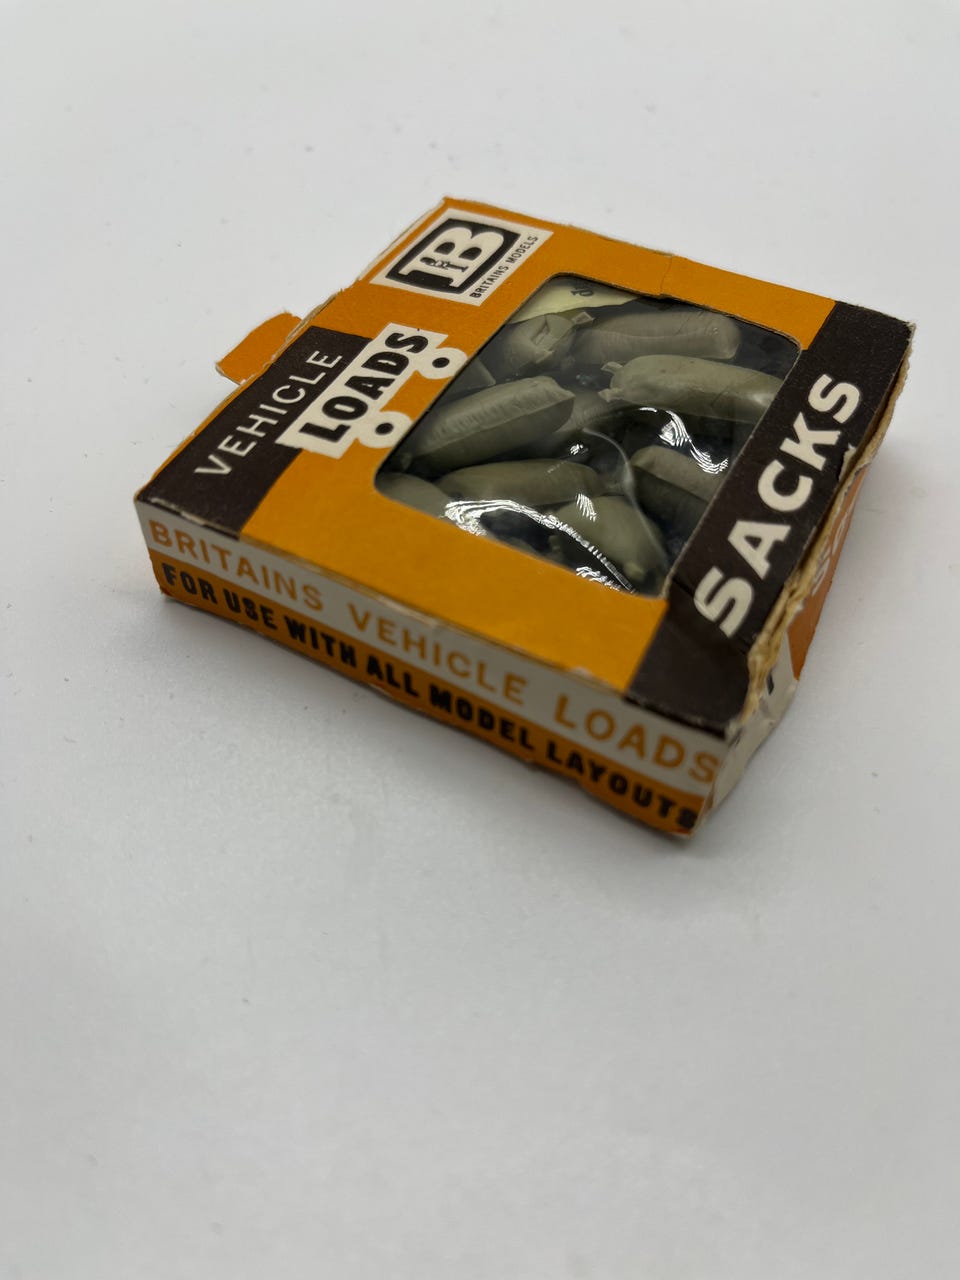 B
BRITAINS MODELS
VEHICLE
LOADS
SACKS
BRITAINS VEHICLE LOADS
FOR USE WITH ALL MODEL LAYOUTS